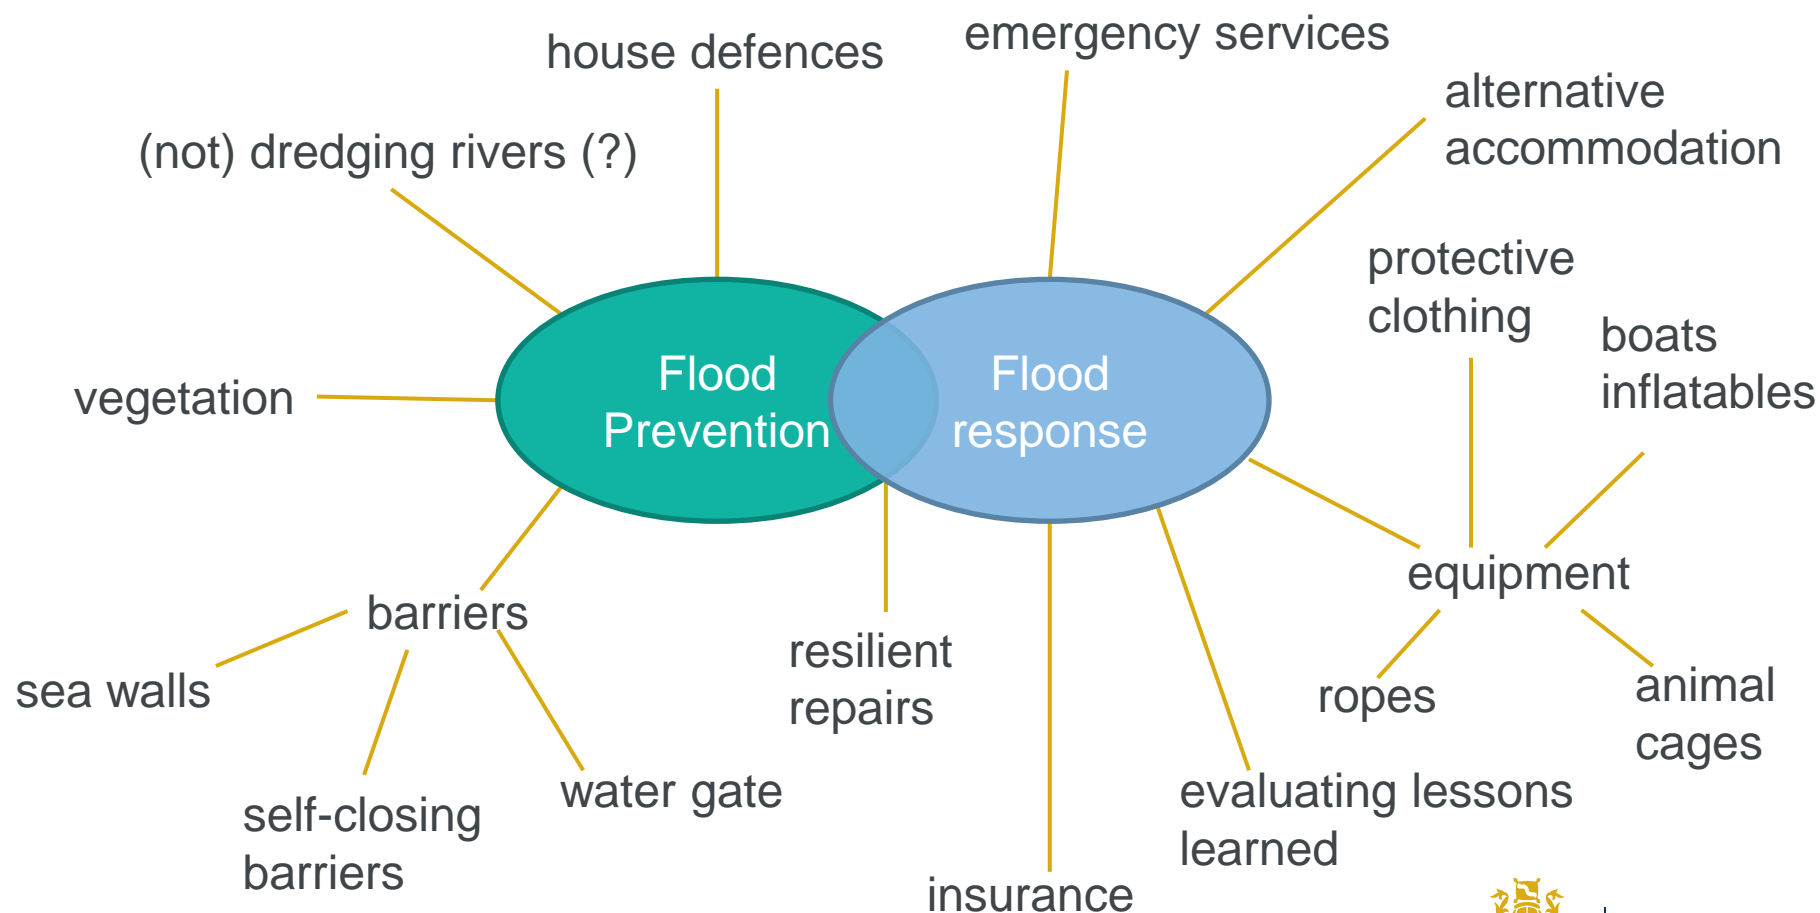 emergency services
house defences
alternative
accommodation
(not) dredging rivers (?)
protective
clothing
boats
inflatables
Flood
Prevention
Flood
response
vegetation
equipment
barriers
resilient
repairs
sea walls
ropes
animal
cages
self-closing
barriers
water gate
evaluating lessons
learned
insurance